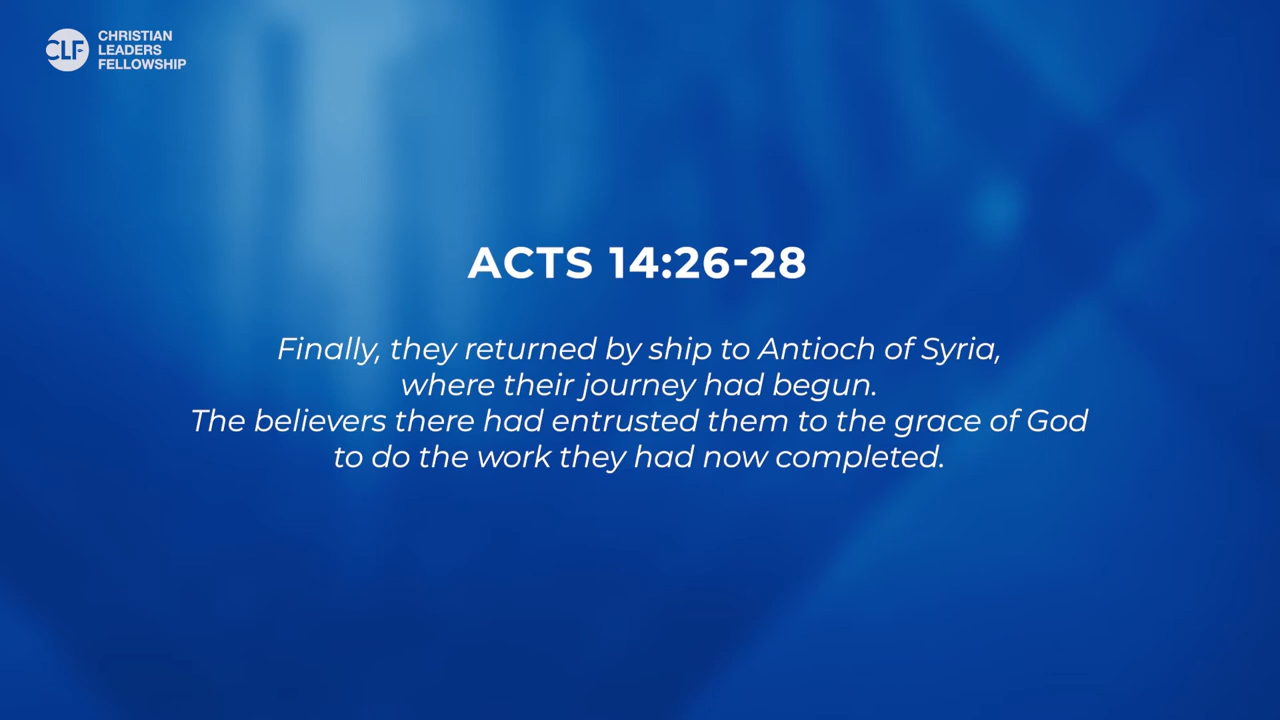 CLF
CHRISTIAN
LEADERS
FELLOWSHIP
ACTS 14:26-28
Finally, they returned by ship to Antioch of Syria,
where their journey had begun.
The believers there had entrusted them to the grace of God
to do the work they had now completed.